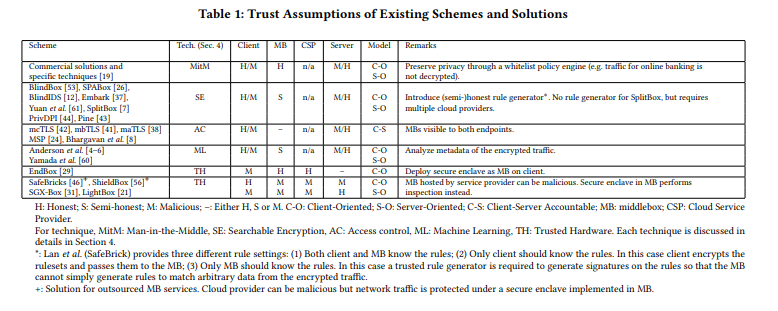 Table 1: Trust Assumptions of Existing Schemes and Solutions
Scheme Tech. (Sec. 4) Client MB CSP Server Model Remarks
Commercial solutions and MitM H/M H n/a M/H C-O Preserve privacy through a whitelist policy engine (e.g. traffic for online banking is
specific techniques [19] S-O not decrypted).
BlindBox [53], SPABox [26],
BlindIDS [12], Embark [37], SE H/M S n/a M/H C-O Introduce (semi-)honest rule generator*. No rule generator for SplitBox, but requires
Yuan et al. [61], SplitBox [7] S-O multiple cloud providers.
PrivDPI [44], Pine [43]
mcTLS [42], mbTLS [41], maTLS [38] AC H/M – n/a M/H C-S MBs visible to both endpoints.
MSP [24], Bhargavan et al. [8]
Anderson et al. [4–6] ML H/M S n/a M/H C-O Analyze metadata of the encrypted traffic.
Yamada et al. [60] S-O
EndBox [29] TH M H H – C-O Deploy secure enclave as MB on client.
SafeBricks [46]+, ShieldBox [56]+ TH H M M M C-O MB hosted by service provider can be malicious. Secure enclave in MB performs
SGX-Box [31], LightBox [21] M M M H S-O inspection instead.
H: Honest; S: Semi-honest; M: Malicious; –: Either H, S or M. C-O: Client-Oriented; S-O: Server-Oriented; C-S: Client-Server Accountable; MB: middlebox; CSP: Cloud Service
Provider.
For technique, MitM: Man-in-the-Middle, SE: Searchable Encryption, AC: Access control, ML: Machine Learning, TH: Trusted Hardware. Each technique is discussed in
details in Section 4.
*: Lan et al. (SafeBrick) provides three different rule settings: (1) Both client and MB know the rules; (2) Only client should know the rules. In this case client encrypts the
rulesets and passes them to the MB; (3) Only MB should know the rules. In this case a trusted rule generator is required to generate signatures on the rules so that the MB
cannot simply generate rules to match arbitrary data from the encrypted traffic.
+: Solution for outsourced MB services. Cloud provider can be malicious but network traffic is protected under a secure enclave implemented in MB.